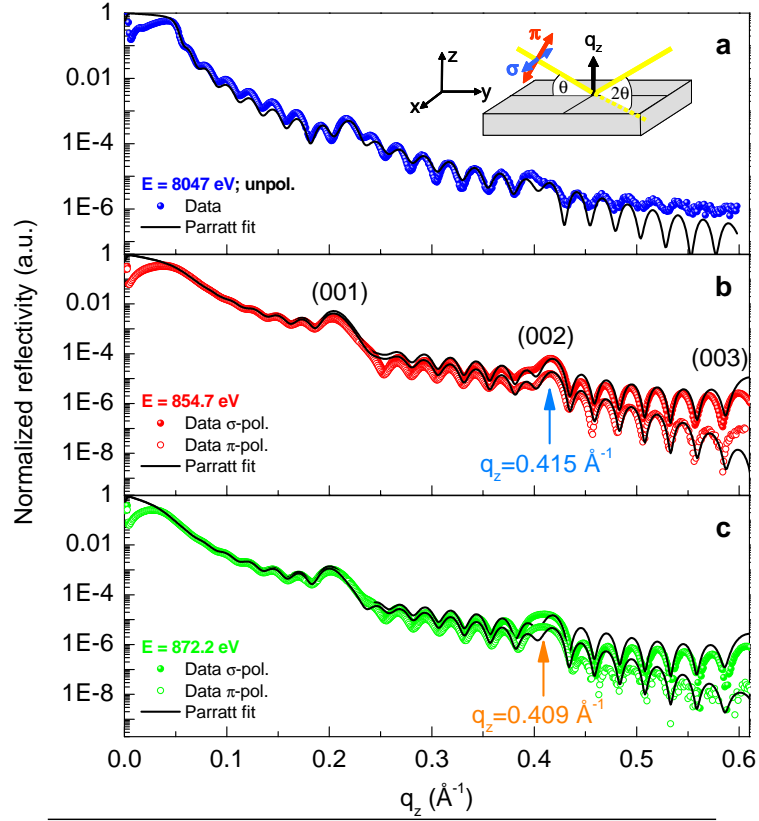 Normalized reflectivity (a.u.)
1
0.01
1E-4
1E-6
a
π
σ
q_z
z
y
x
θ
2θ
E = 8047 eV; unpol.
Data
Parratt fit
1
0.01
1E-4
1E-6
1E-8
b
(001)
(002)
(003)
E = 854.7 eV
Data σ-pol.
Data π-pol.
Parratt fit
q_z=0.415 Å⁻¹
1
0.01
1E-4
1E-6
1E-8
c
E = 872.2 eV
Data σ-pol.
Data π-pol.
Parratt fit
q_z=0.409 Å⁻¹
0.0 0.1 0.2 0.3 0.4 0.5 0.6
q_z (Å⁻¹)